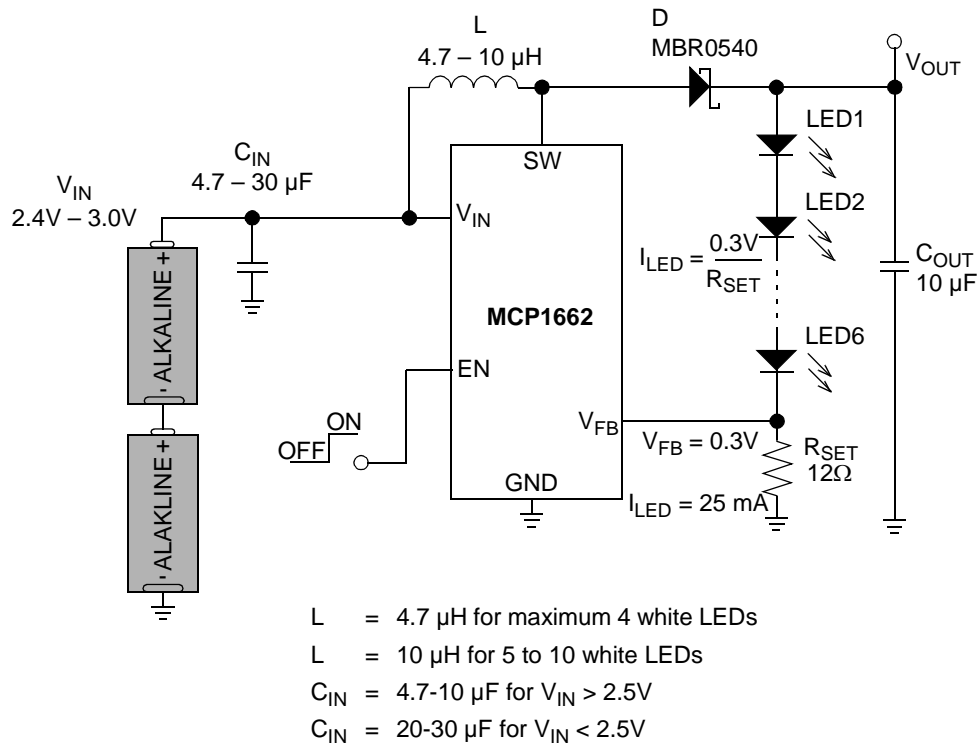 L
4.7 – 10 µH
D
MBR0540
V_OUT
LED1
SW
C_IN
4.7 – 30 µF
V_IN
2.4V – 3.0V
V_IN
LED2
I_LED = 0.3V
R_SET
C_OUT
10 µF
- ALKALINE +
MCP1662
LED6
EN
ON
OFF
V_FB
V_FB = 0.3V
R_SET
12Ω
- ALAKLINE +
GND
I_LED = 25 mA
L = 4.7 µH for maximum 4 white LEDs
L = 10 µH for 5 to 10 white LEDs
C_IN = 4.7-10 µF for V_IN > 2.5V
C_IN = 20-30 µF for V_IN < 2.5V